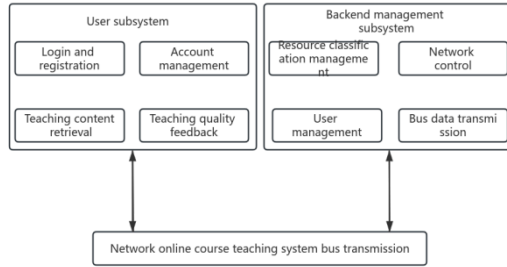 User subsystem
Login and
registration
Account
management
Teaching content
retrieval
Teaching quality
feedback
Backend management
subsystem
Resource classific
ation manageme
nt
Network
control
User
management
Bus data transmi
ssion
Network online course teaching system bus transmission